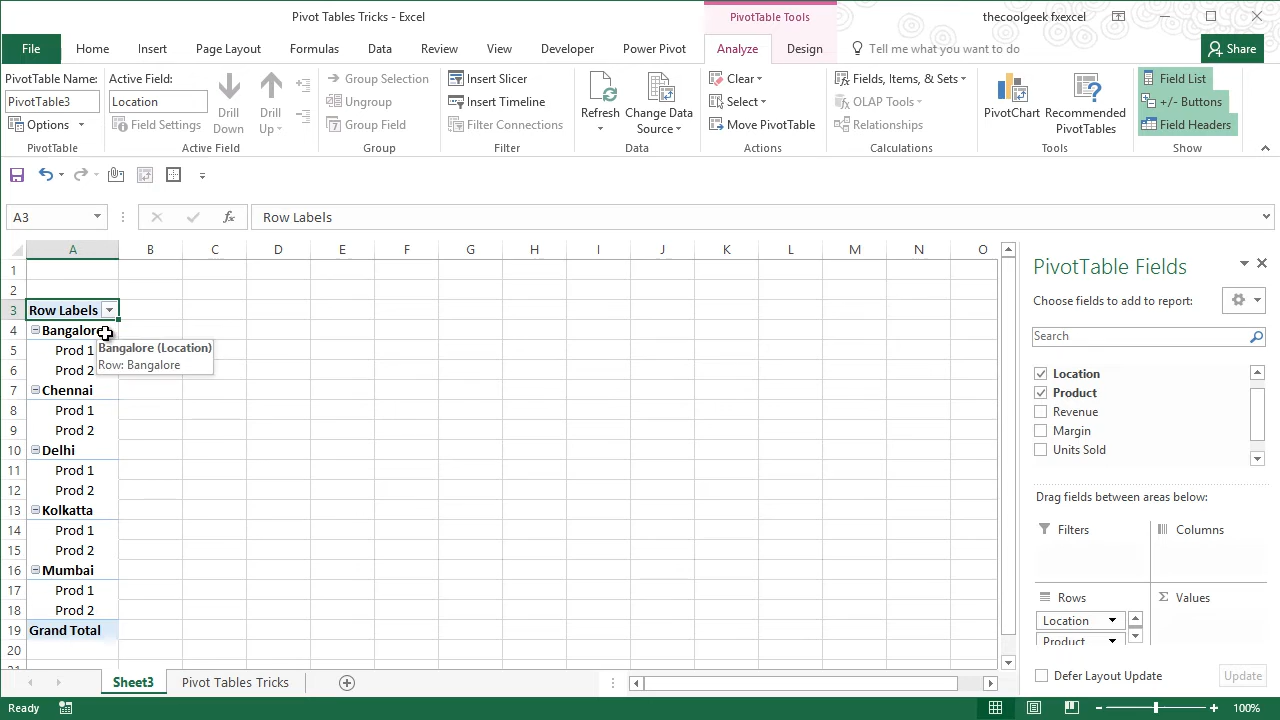 Pivot Tables Tricks - Excel
PivotTable Tools
thecoolgeek fxexcel
File Home Insert Page Layout Formulas Data Review View Developer Power Pivot Analyze Design Tell me what you want to do Share
PivotTable Name:
PivotTable3
Options
PivotTable
Active Field:
Location
Field Settings
Drill Down
Drill Up
Active Field
Group Selection
Ungroup
Group Field
Group
Insert Slicer
Insert Timeline
Filter Connections
Filter
Refresh
Change Data Source
Data
Clear
Select
Move PivotTable
Actions
Fields, Items, & Sets
OLAP Tools
Relationships
Calculations
PivotChart
Recommended PivotTables
Tools
Field List
+/- Buttons
Field Headers
Show
A3
fx
Row Labels
A B C D E F G H I J K L M N O
1
2
3 Row Labels
4 Bangalore
Bangalore (Location)
Row: Bangalore
5 Prod 1
6 Prod 2
7 Chennai
8 Prod 1
9 Prod 2
10 Delhi
11 Prod 1
12 Prod 2
13 Kolkatta
14 Prod 1
15 Prod 2
16 Mumbai
17 Prod 1
18 Prod 2
19 Grand Total
20
21
PivotTable Fields
Choose fields to add to report:
Search
Location
Product
Revenue
Margin
Units Sold
Drag fields between areas below:
Filters
Columns
Rows
Values
Location
Product
Defer Layout Update
Update
Sheet3 Pivot Tables Tricks
Ready
100%